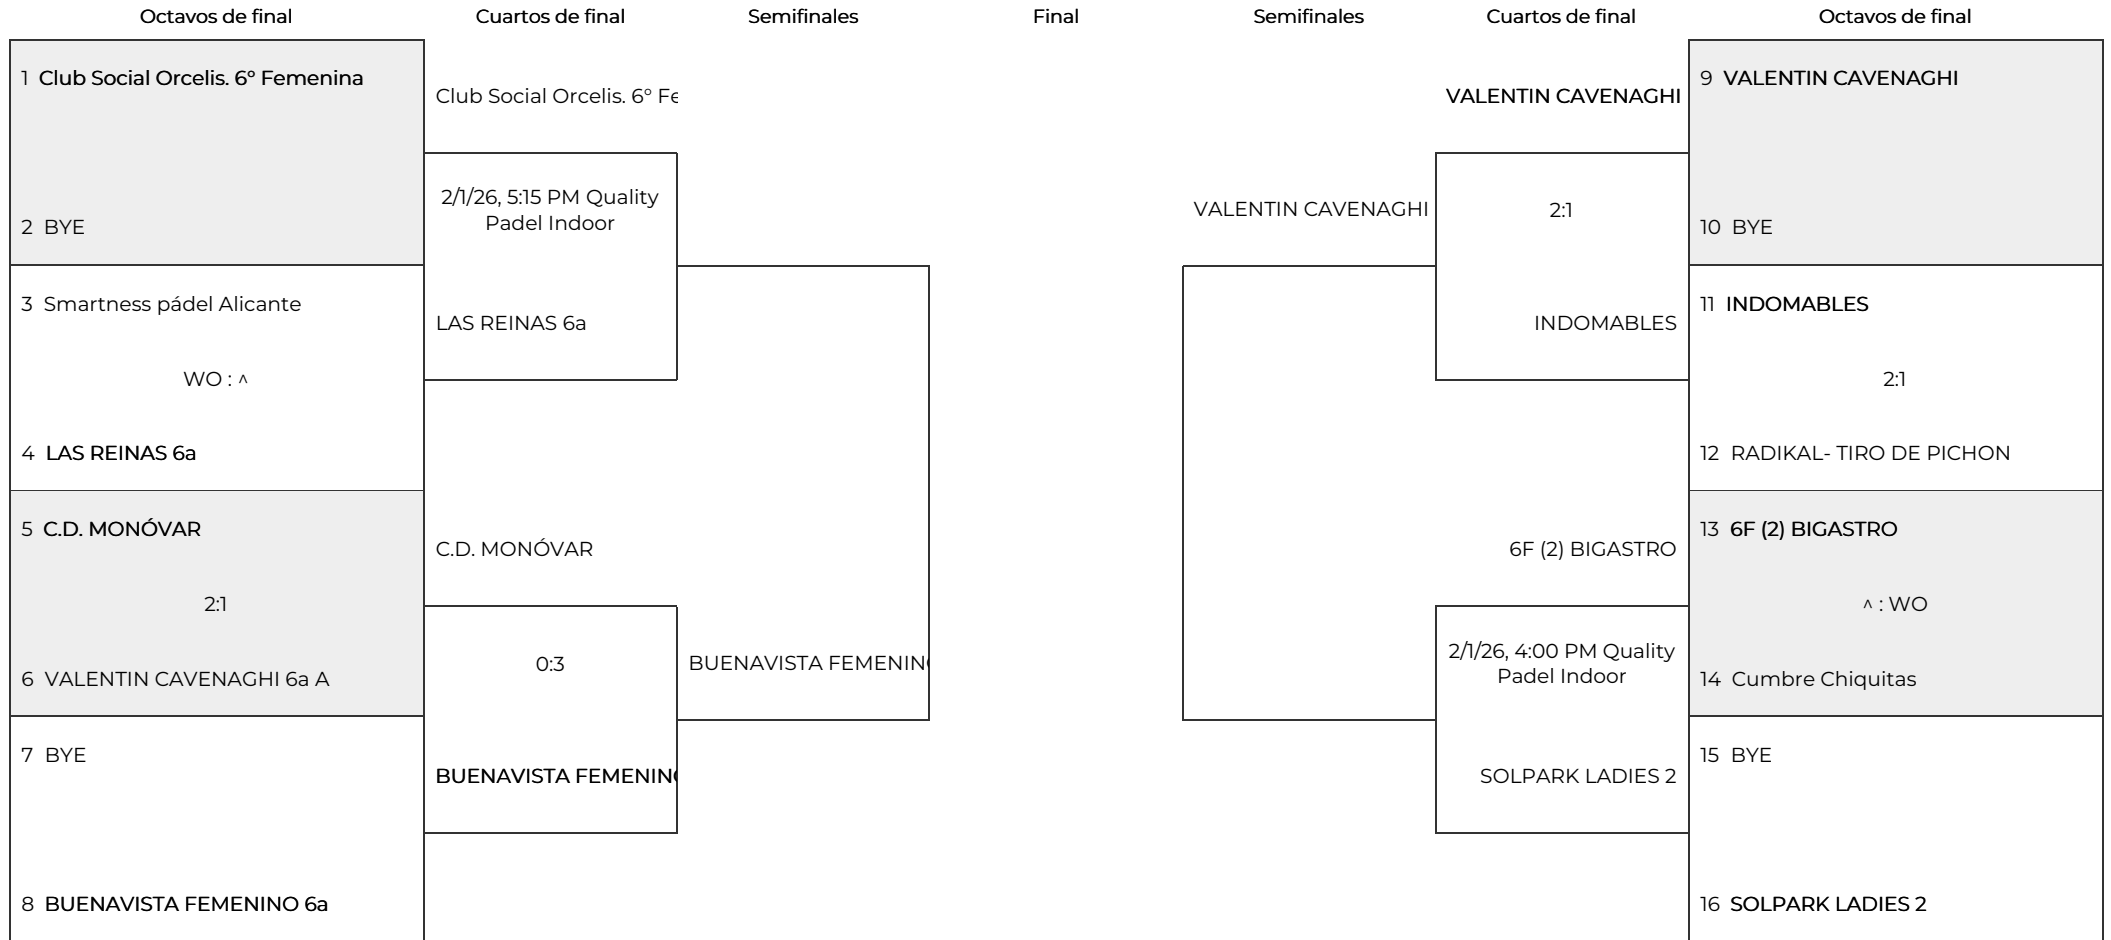 Octavos de final
Cuartos de final
Semifinales
Final
Semifinales
Cuartos de final
Octavos de final
1 Club Social Orcelis. 6º Femenina
2 BYE
3 Smartness pádel Alicante
WO : ^
4 LAS REINAS 6a
5 C.D. MONÓVAR
2:1
6 VALENTIN CAVENAGHI 6a A
7 BYE
8 BUENAVISTA FEMENINO 6a
Club Social Orcelis. 6º Fe
2/1/26, 5:15 PM Quality
Padel Indoor
LAS REINAS 6a
C.D. MONÓVAR
0:3
BUENAVISTA FEMENINO
BUENAVISTA FEMENINO
VALENTIN CAVENAGHI
VALENTIN CAVENAGHI
2:1
INDOMABLES
6F (2) BIGASTRO
2/1/26, 4:00 PM Quality
Padel Indoor
SOLPARK LADIES 2
9 VALENTIN CAVENAGHI
10 BYE
11 INDOMABLES
2:1
12 RADIKAL- TIRO DE PICHON
13 6F (2) BIGASTRO
^ : WO
14 Cumbre Chiquitas
15 BYE
16 SOLPARK LADIES 2